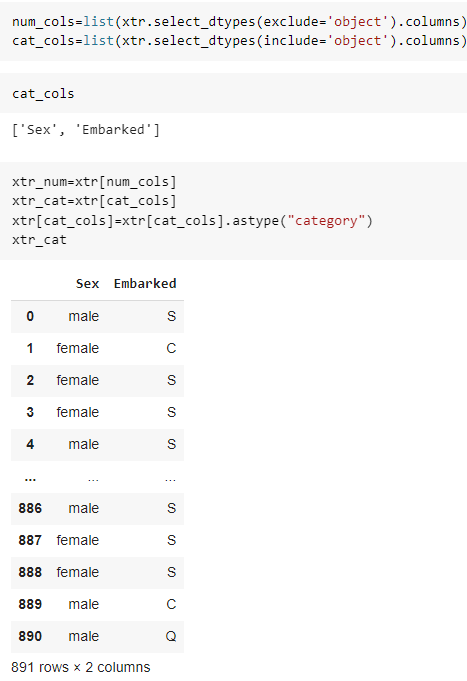 num_cols=list(xtr.select_dtypes(exclude='object').columns)
cat_cols=list(xtr.select_dtypes(include='object').columns)
cat_cols
['Sex', 'Embarked']
xtr_num=xtr[num_cols]
xtr_cat=xtr[cat_cols]
xtr[cat_cols]=xtr[cat_cols].astype("category")
xtr_cat
Sex Embarked
0 male S
1 female C
2 female S
3 female S
4 male S
... ... ...
886 male S
887 female S
888 female S
889 male C
890 male Q
891 rows × 2 columns